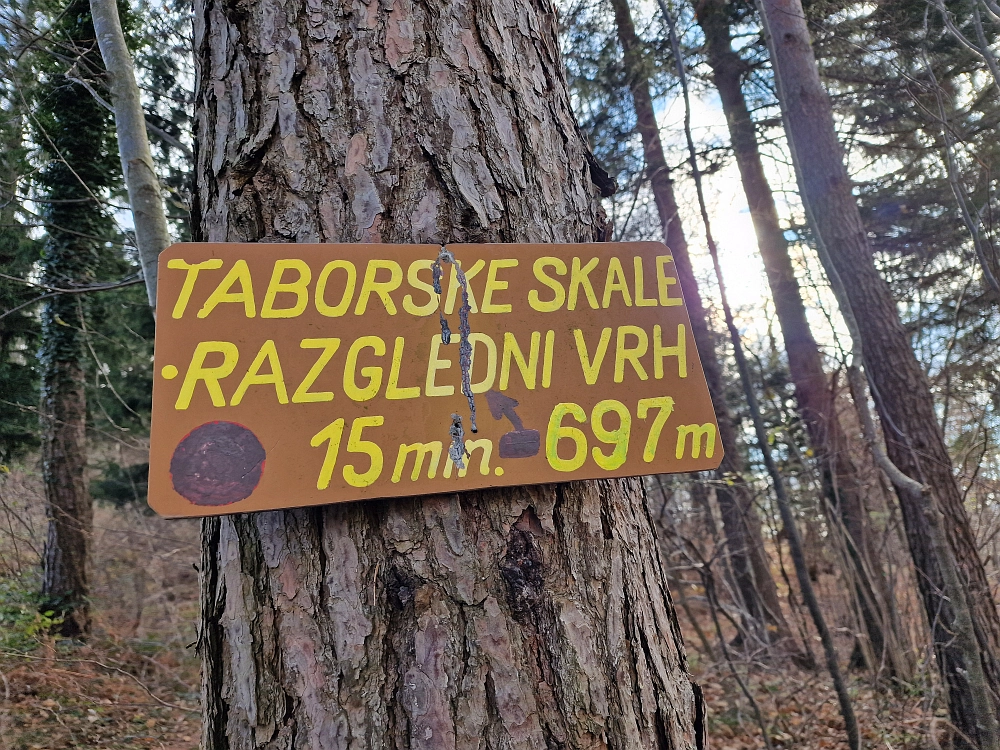 TABORSKE SKALE
• RAZGLEDNI VRH
15 min. 697 m